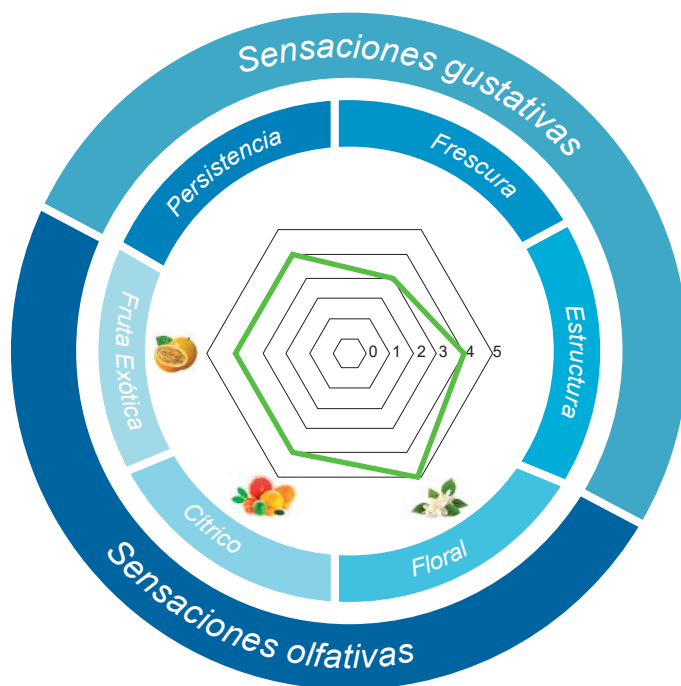 Sensaciones gustativas
Persistencia
Frescura
Fruta Exótica
Estructura
0 1 2 3 4 5
Cítrico
Floral
Sensaciones olfativas